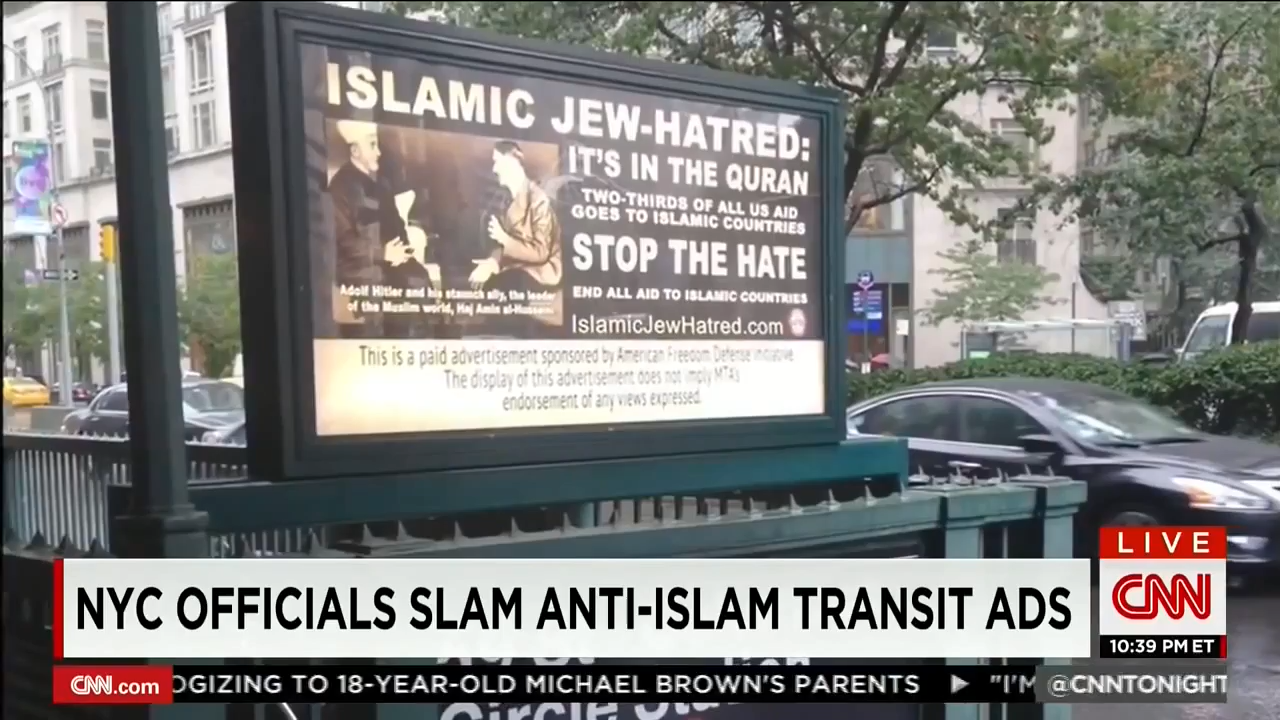 ISLAMIC JEW-HATRED:
IT'S IN THE QURAN
TWO-THIRDS OF ALL US AID
GOES TO ISLAMIC COUNTRIES
STOP THE HATE
END ALL AID TO ISLAMIC COUNTRIES
IslamicJewHatred.com
Adolf Hitler and his staunch ally, the leader
of the Muslim world, Haj Amin al-Husseini
This is a paid advertisement sponsored by American Freedom Defense Initiative.
The display of this advertisement does not imply MTA's
endorsement of any views expressed.
LIVE
CNN
10:39 PM ET
NYC OFFICIALS SLAM ANTI-ISLAM TRANSIT ADS
CNN.com
OGIZING TO 18-YEAR-OLD MICHAEL BROWN'S PARENTS ▶ "I'M
@CNNTONIGHT
Circle Station